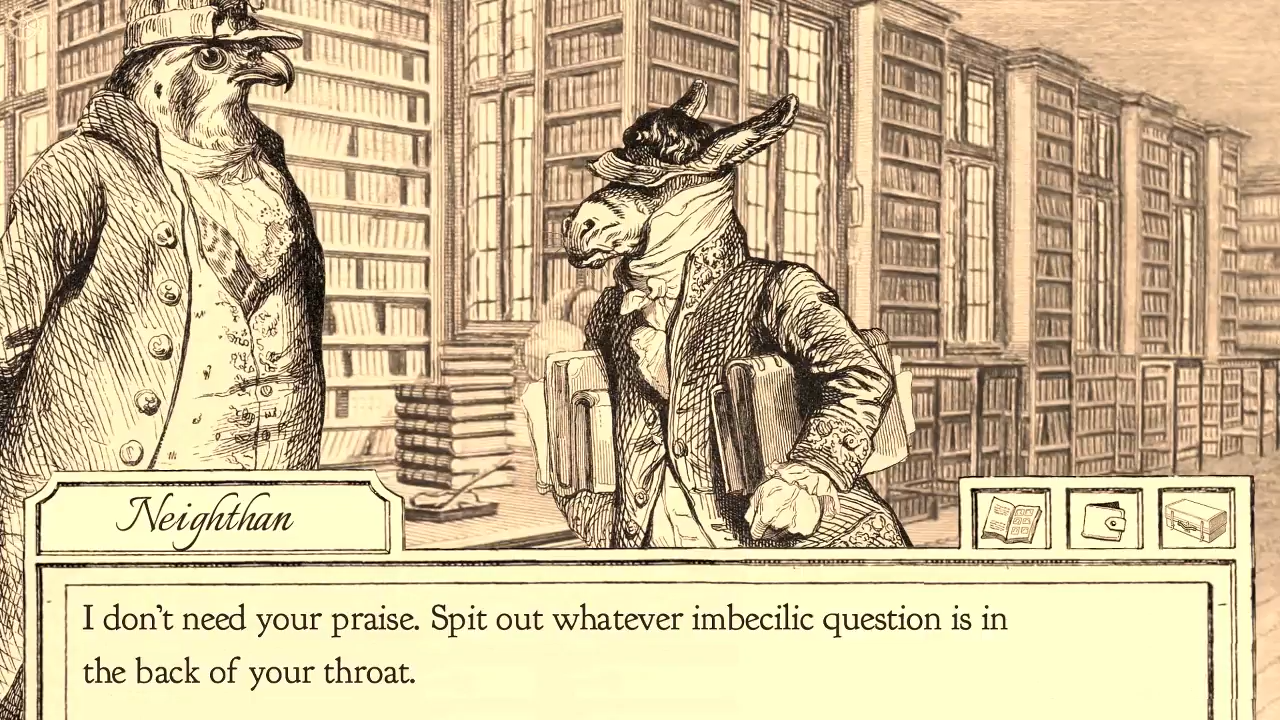 Neighthan
I don't need your praise. Spit out whatever imbecilic question is in
the back of your throat.